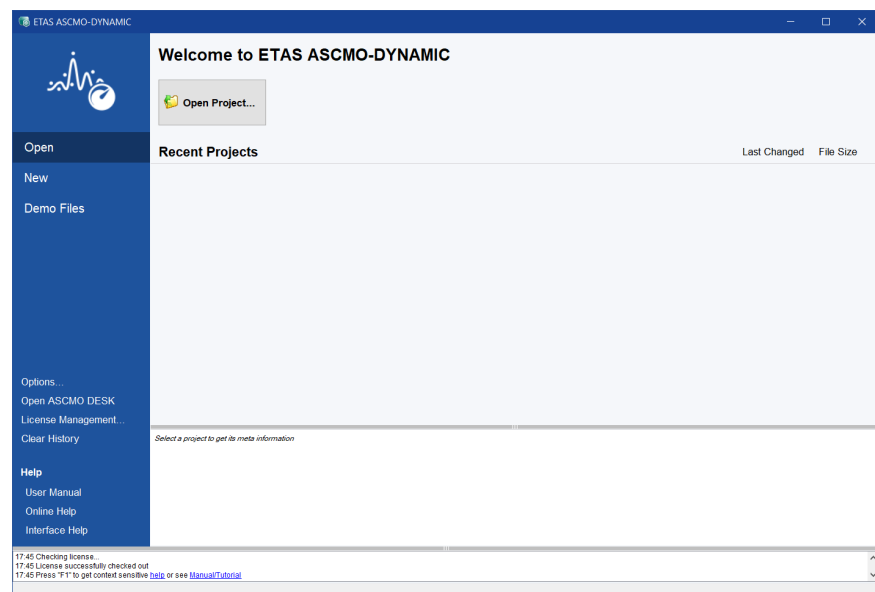 ETAS ASCMO-DYNAMIC
Welcome to ETAS ASCMO-DYNAMIC
Open Project...
Open
New
Demo Files
Recent Projects
Last Changed File Size
Options...
Open ASCMO DESK
License Management...
Clear History
Help
User Manual
Online Help
Interface Help
Select a project to get its meta information
17:45 Checking license...
17:45 License successfully checked out
17:45 Press "F1" to get context sensitive help or see Manual/Tutorial